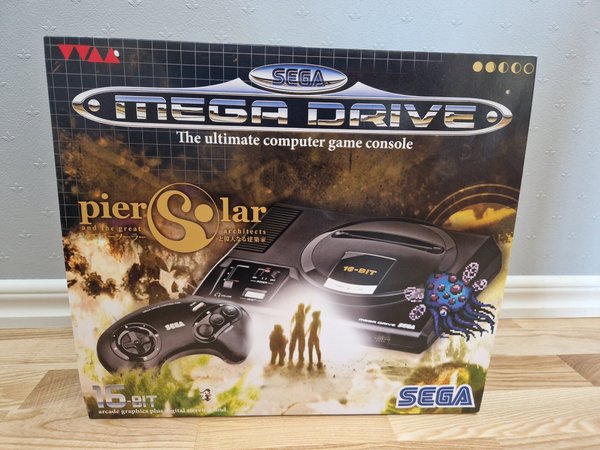 WAR
SEGA
MEGA DRIVE
The ultimate computer game console
pier Solar
and the great architects
と偉大なる建築家
16-BIT
MEGA DRIVE SEGA
SEGA
16-BIT
arcade graphics plus digital stereo sound
SEGA